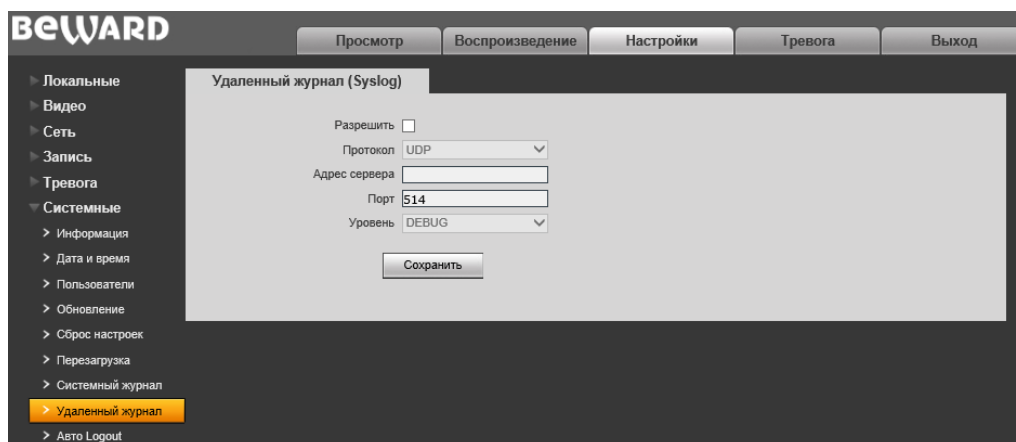 BEWARD
Просмотр Воспроизведение Настройки Тревога Выход
Локальные
Видео
Сеть
Запись
Тревога
Системные
Информация
Дата и время
Пользователи
Обновление
Сброс настроек
Перезагрузка
Системный журнал
Удаленный журнал
Авто Logout
Удаленный журнал (Syslog)
Разрешить
Протокол UDP
Адрес сервера
Порт 514
Уровень DEBUG
Сохранить